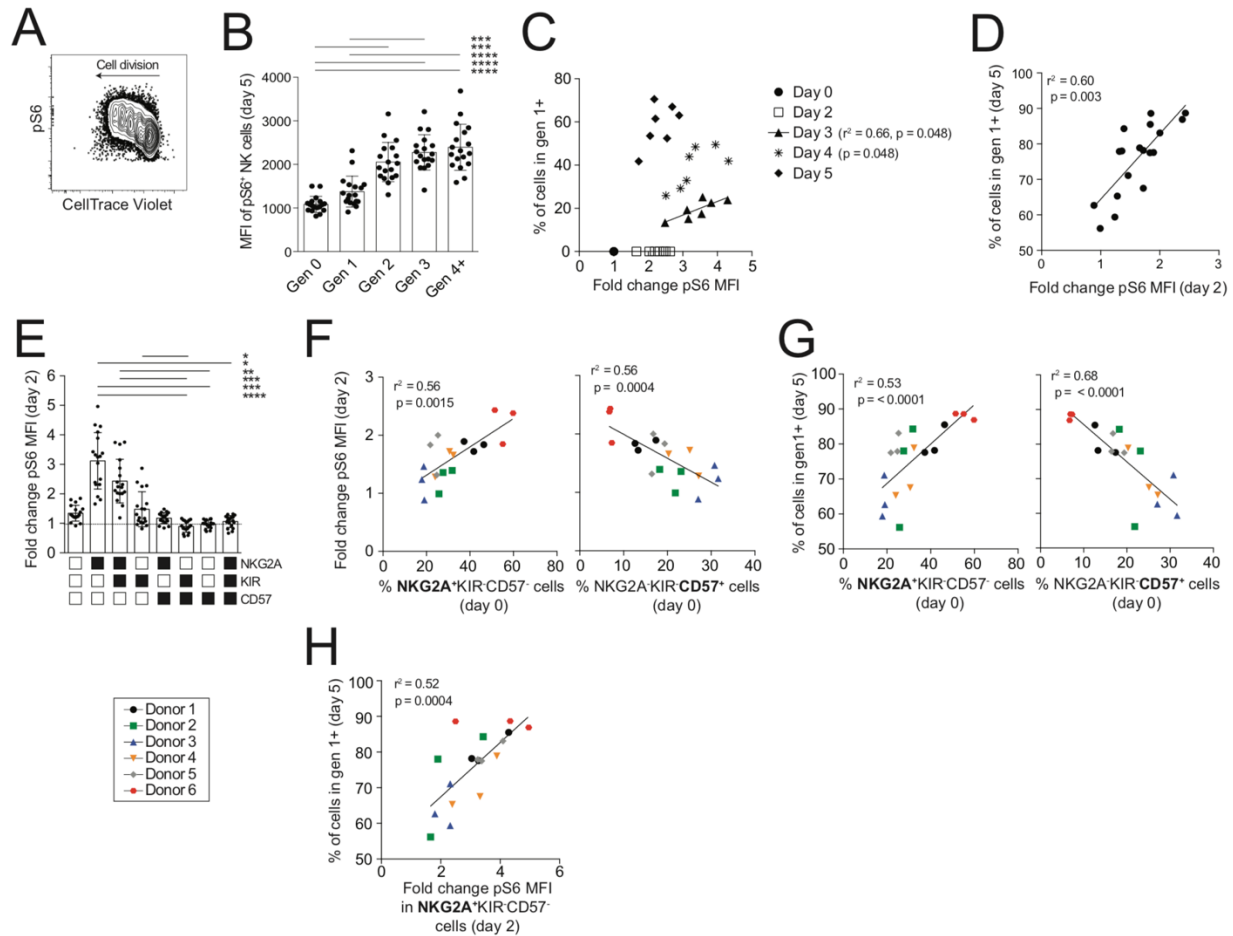 A
Cell division
pS6
CellTrace Violet
B
***
***
****
****
****
MFI of pS6⁺ NK cells (day 5)
4000
3000
2000
1000
0
Gen 0
Gen 1
Gen 2
Gen 3
Gen 4+
C
% of cells in gen 1+
80
60
40
20
0
0 1 2 3 4 5
Fold change pS6 MFI
Day 0
Day 2
Day 3 (r² = 0.66, p = 0.048)
Day 4 (p = 0.048)
Day 5
D
r² = 0.60
p = 0.003
% of cells in gen 1+ (day 5)
100
90
80
70
60
50
0 1 2 3
Fold change pS6 MFI (day 2)
E
*
*
**
***
***
****
Fold change pS6 MFI (day 2)
6
5
4
3
2
1
0
NKG2A
KIR
CD57
F
r² = 0.56
p = 0.0015
Fold change pS6 MFI (day 2)
3
2
1
0
0 20 40 60 80
% NKG2A⁺KIR⁻CD57⁻ cells
(day 0)
r² = 0.56
p = 0.0004
0 10 20 30 40
% NKG2A⁻KIR⁻CD57⁺ cells
(day 0)
G
r² = 0.53
p = <0.0001
% of cells in gen1+ (day 5)
100
90
80
70
60
50
0 20 40 60 80
% NKG2A⁺KIR⁻CD57⁻ cells
(day 0)
r² = 0.68
p = <0.0001
0 10 20 30 40
% NKG2A⁻KIR⁻CD57⁺ cells
(day 0)
H
r² = 0.52
p = 0.0004
% of cells in gen 1+ (day 5)
100
90
80
70
60
50
0 2 4 6
Fold change pS6 MFI
in NKG2A⁺KIR⁻CD57⁻
cells (day 2)
Donor 1
Donor 2
Donor 3
Donor 4
Donor 5
Donor 6